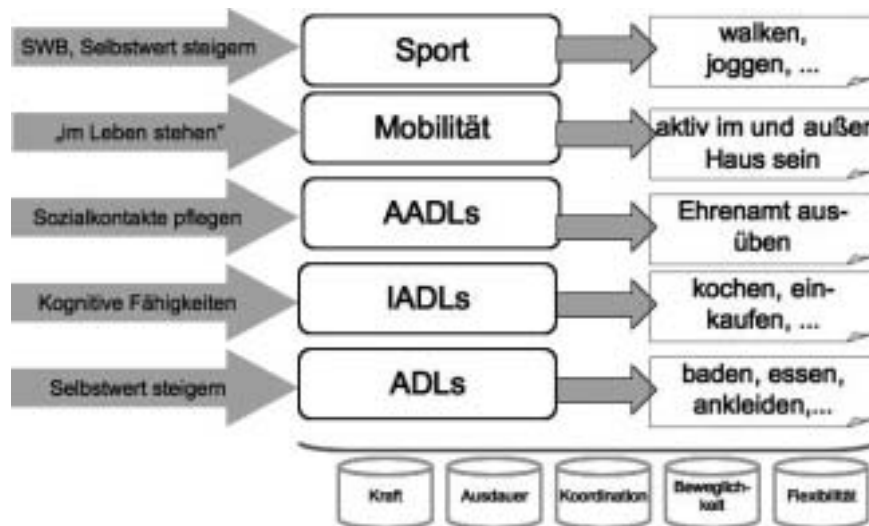 SWB, Selbstwert steigern
Sport
walken,
joggen, ...
„im Leben stehen“
Mobilität
aktiv im und außer
Haus sein
Sozialkontakte pflegen
AADLs
Ehrenamt aus-
üben
Kognitive Fähigkeiten
IADLs
kochen, ein-
kaufen, ...
Selbstwert steigern
ADLs
baden, essen,
ankleiden,...
Kraft
Ausdauer
Koordination
Beweglich-
keit
Flexibilität